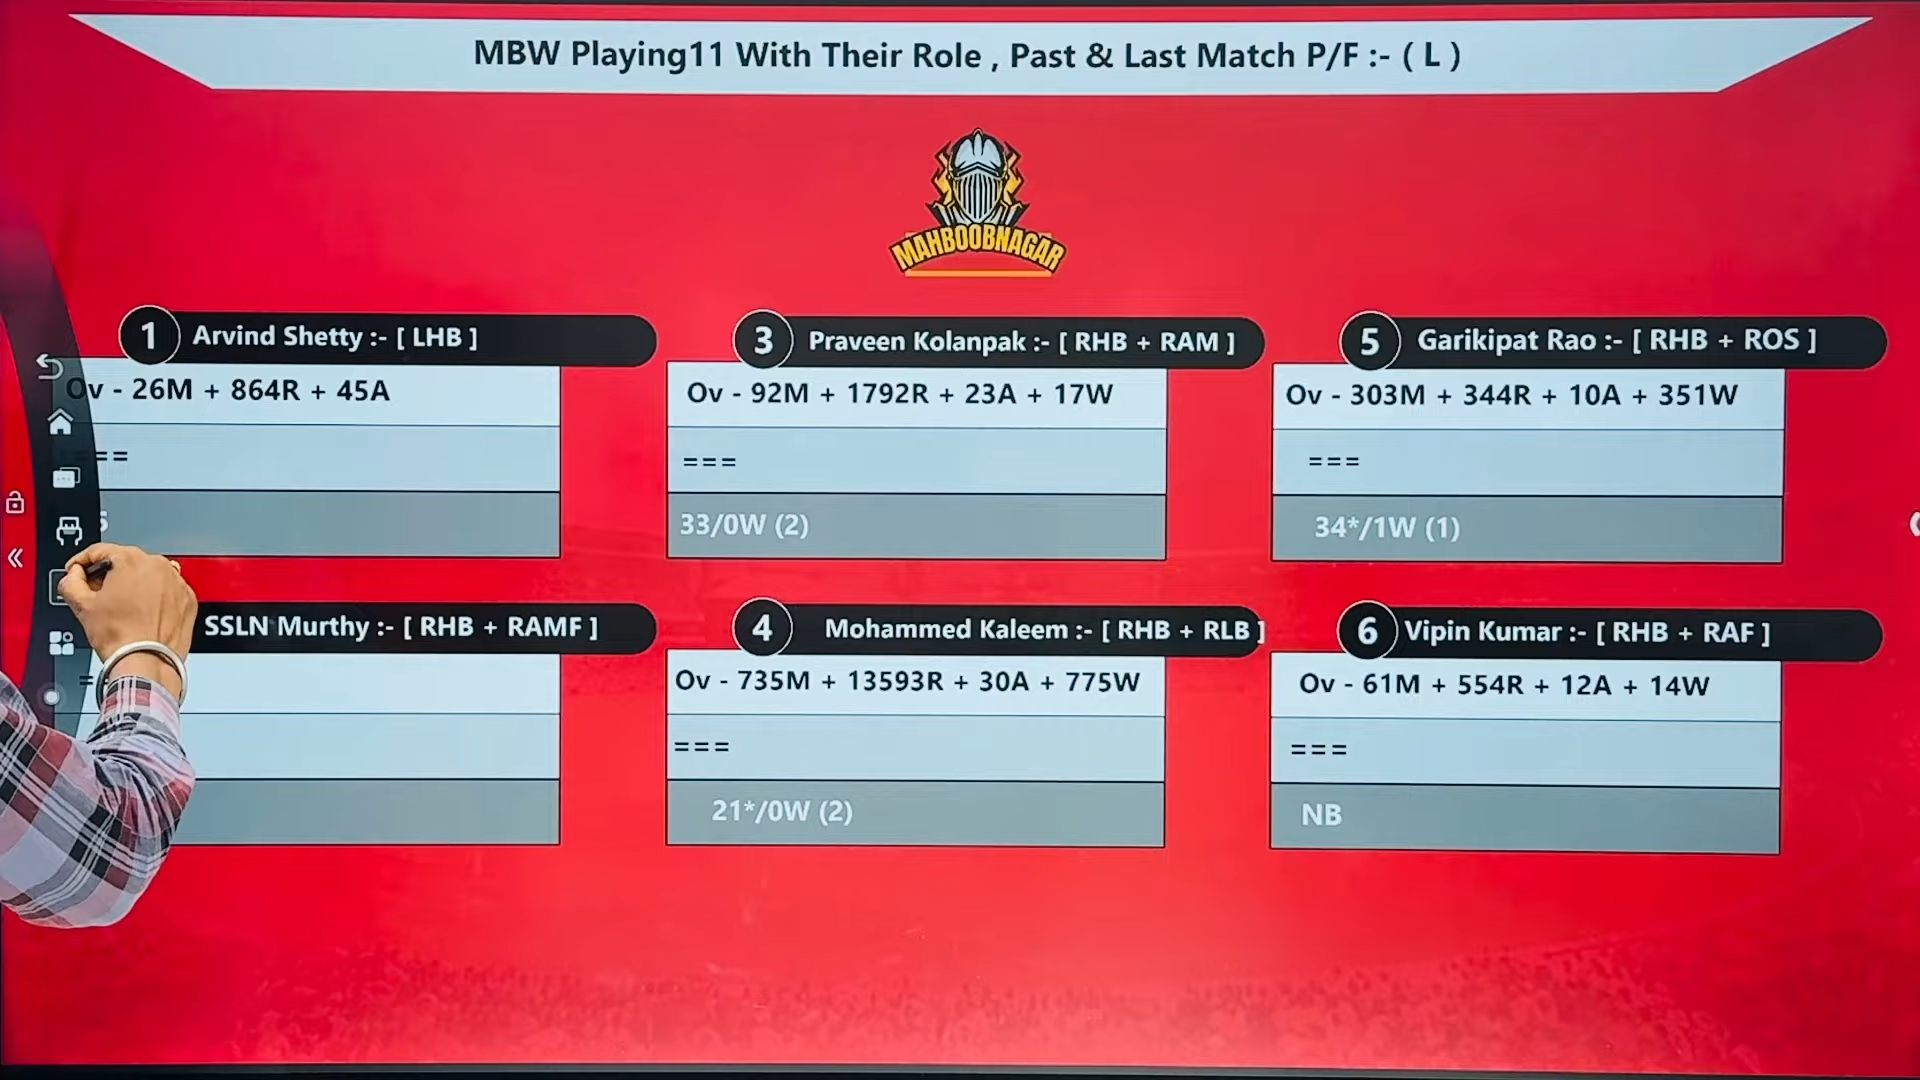 MBW Playing11 With Their Role , Past & Last Match P/F :- ( L )
MAHBOOBNAGAR
1 Arvind Shetty :- [ LHB ]
Ov - 26M + 864R + 45A
===
3 Praveen Kolanpak :- [ RHB + RAM ]
Ov - 92M + 1792R + 23A + 17W
===
33/0W (2)
5 Garikipat Rao :- [ RHB + ROS ]
Ov - 303M + 344R + 10A + 351W
===
34*/1W (1)
SSLN Murthy :- [ RHB + RAMF ]
4 Mohammed Kaleem :- [ RHB + RLB ]
Ov - 735M + 13593R + 30A + 775W
===
21*/0W (2)
6 Vipin Kumar :- [ RHB + RAF ]
Ov - 61M + 554R + 12A + 14W
===
NB